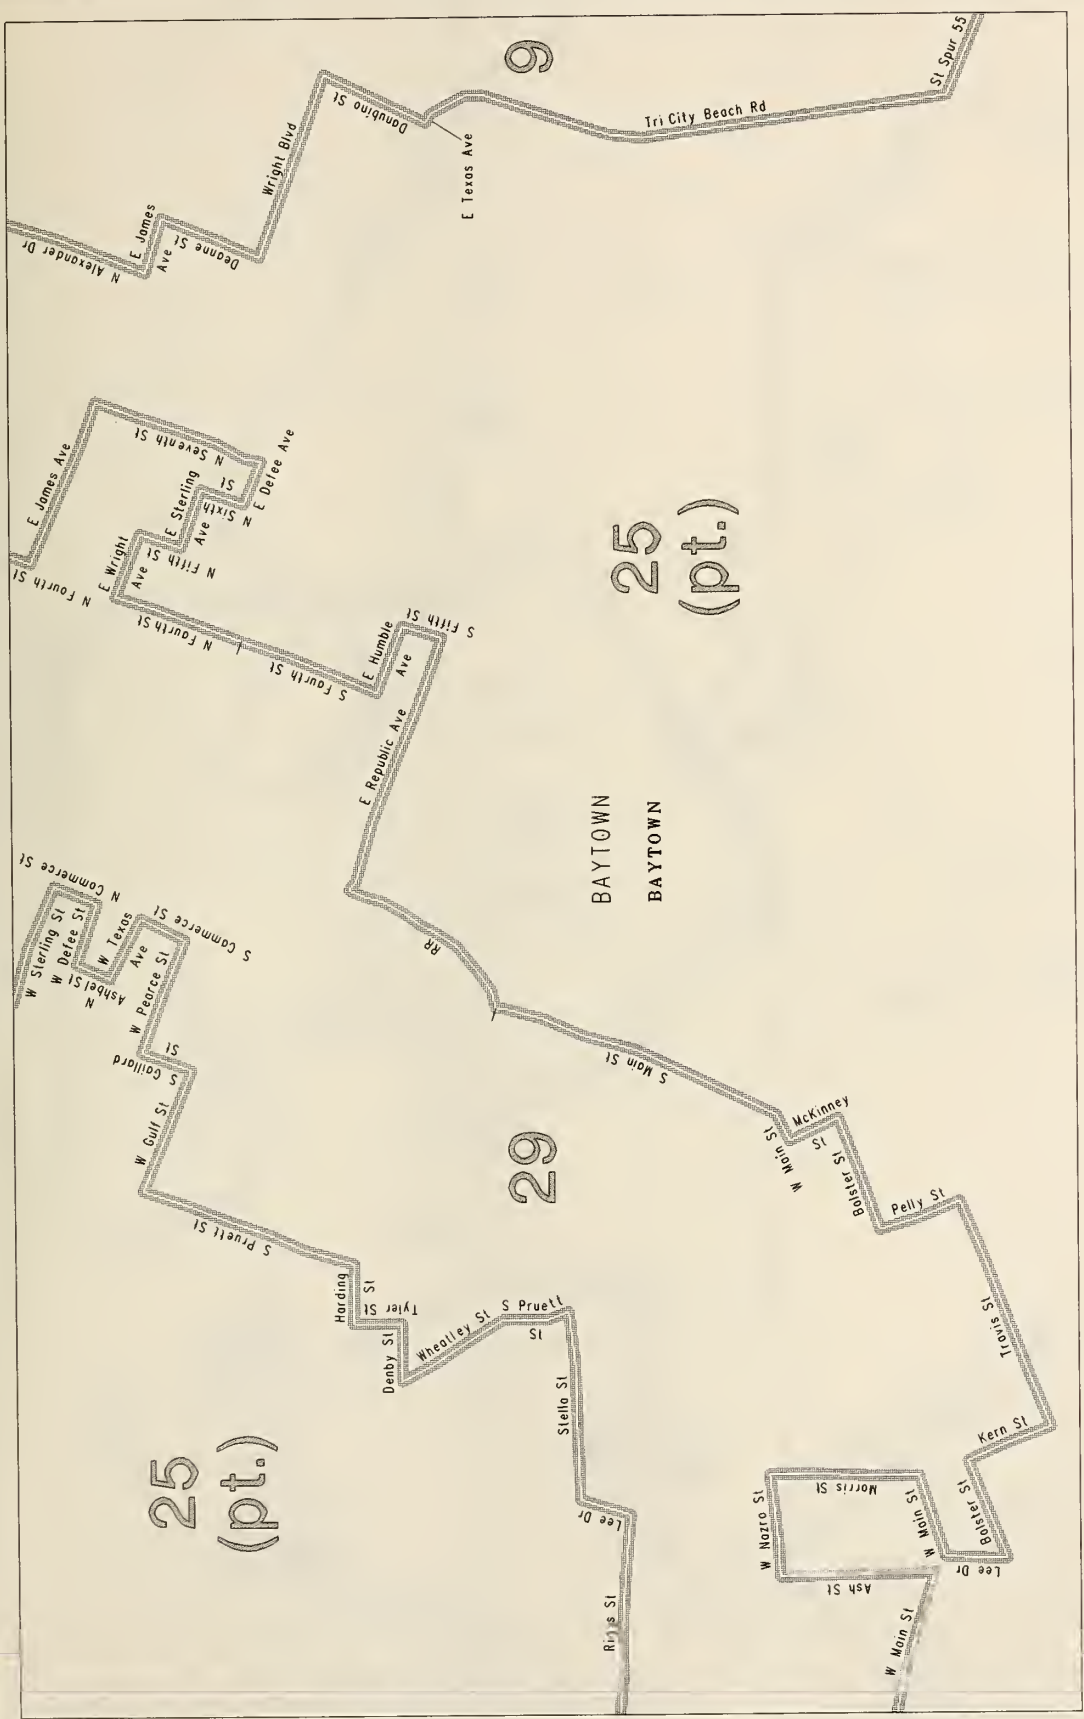 N Alexander Dr
E James
Ave
Deanne St
Wright Blvd
Danubino St
E Texas Ave
9
Tri City Beach Rd
St Spur 55
N Fourth St
E James Ave
N Seventh St
E Defee Ave
N Sixth
St
E Sterling
Ave
N Fifth St
E Wright
Ave
N Fourth St
S Fourth St
E Humble
Ave
S Fifth St
E Republic Ave
25
(pt.)
BAYTOWN
BAYTOWN
RR
S Main St
W Main St
McKinney
St
Bolster St
Pelly St
Travis St
Kern St
Bolster St
Lee Dr
W Main St
Morris St
W Nazro St
Ash St
W Main St
29
W Sterling St
N Commerce St
W Defee St
N
Ashbel St
W Texas
Ave
S Commerce St
W Pearce St
S Gaillard
St
W Gulf St
S Pruett St
Harding
St
Tyler St
Denby St
Wheatley St
S Pruett
St
Stella St
Lee Dr
St
25
(pt.)